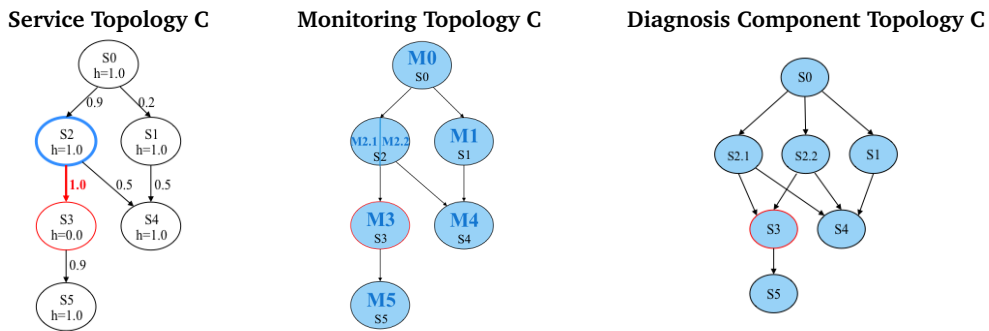 Service Topology C
S0
h=1.0
0.9
0.2
S2
h=1.0
S1
h=1.0
1.0
0.5
0.5
S3
h=0.0
S4
h=1.0
0.9
S5
h=1.0
Monitoring Topology C
M0
S0
M2.1 M2.2
S2
M1
S1
M3
S3
M4
S4
M5
S5
Diagnosis Component Topology C
S0
S2.1
S2.2
S1
S3
S4
S5